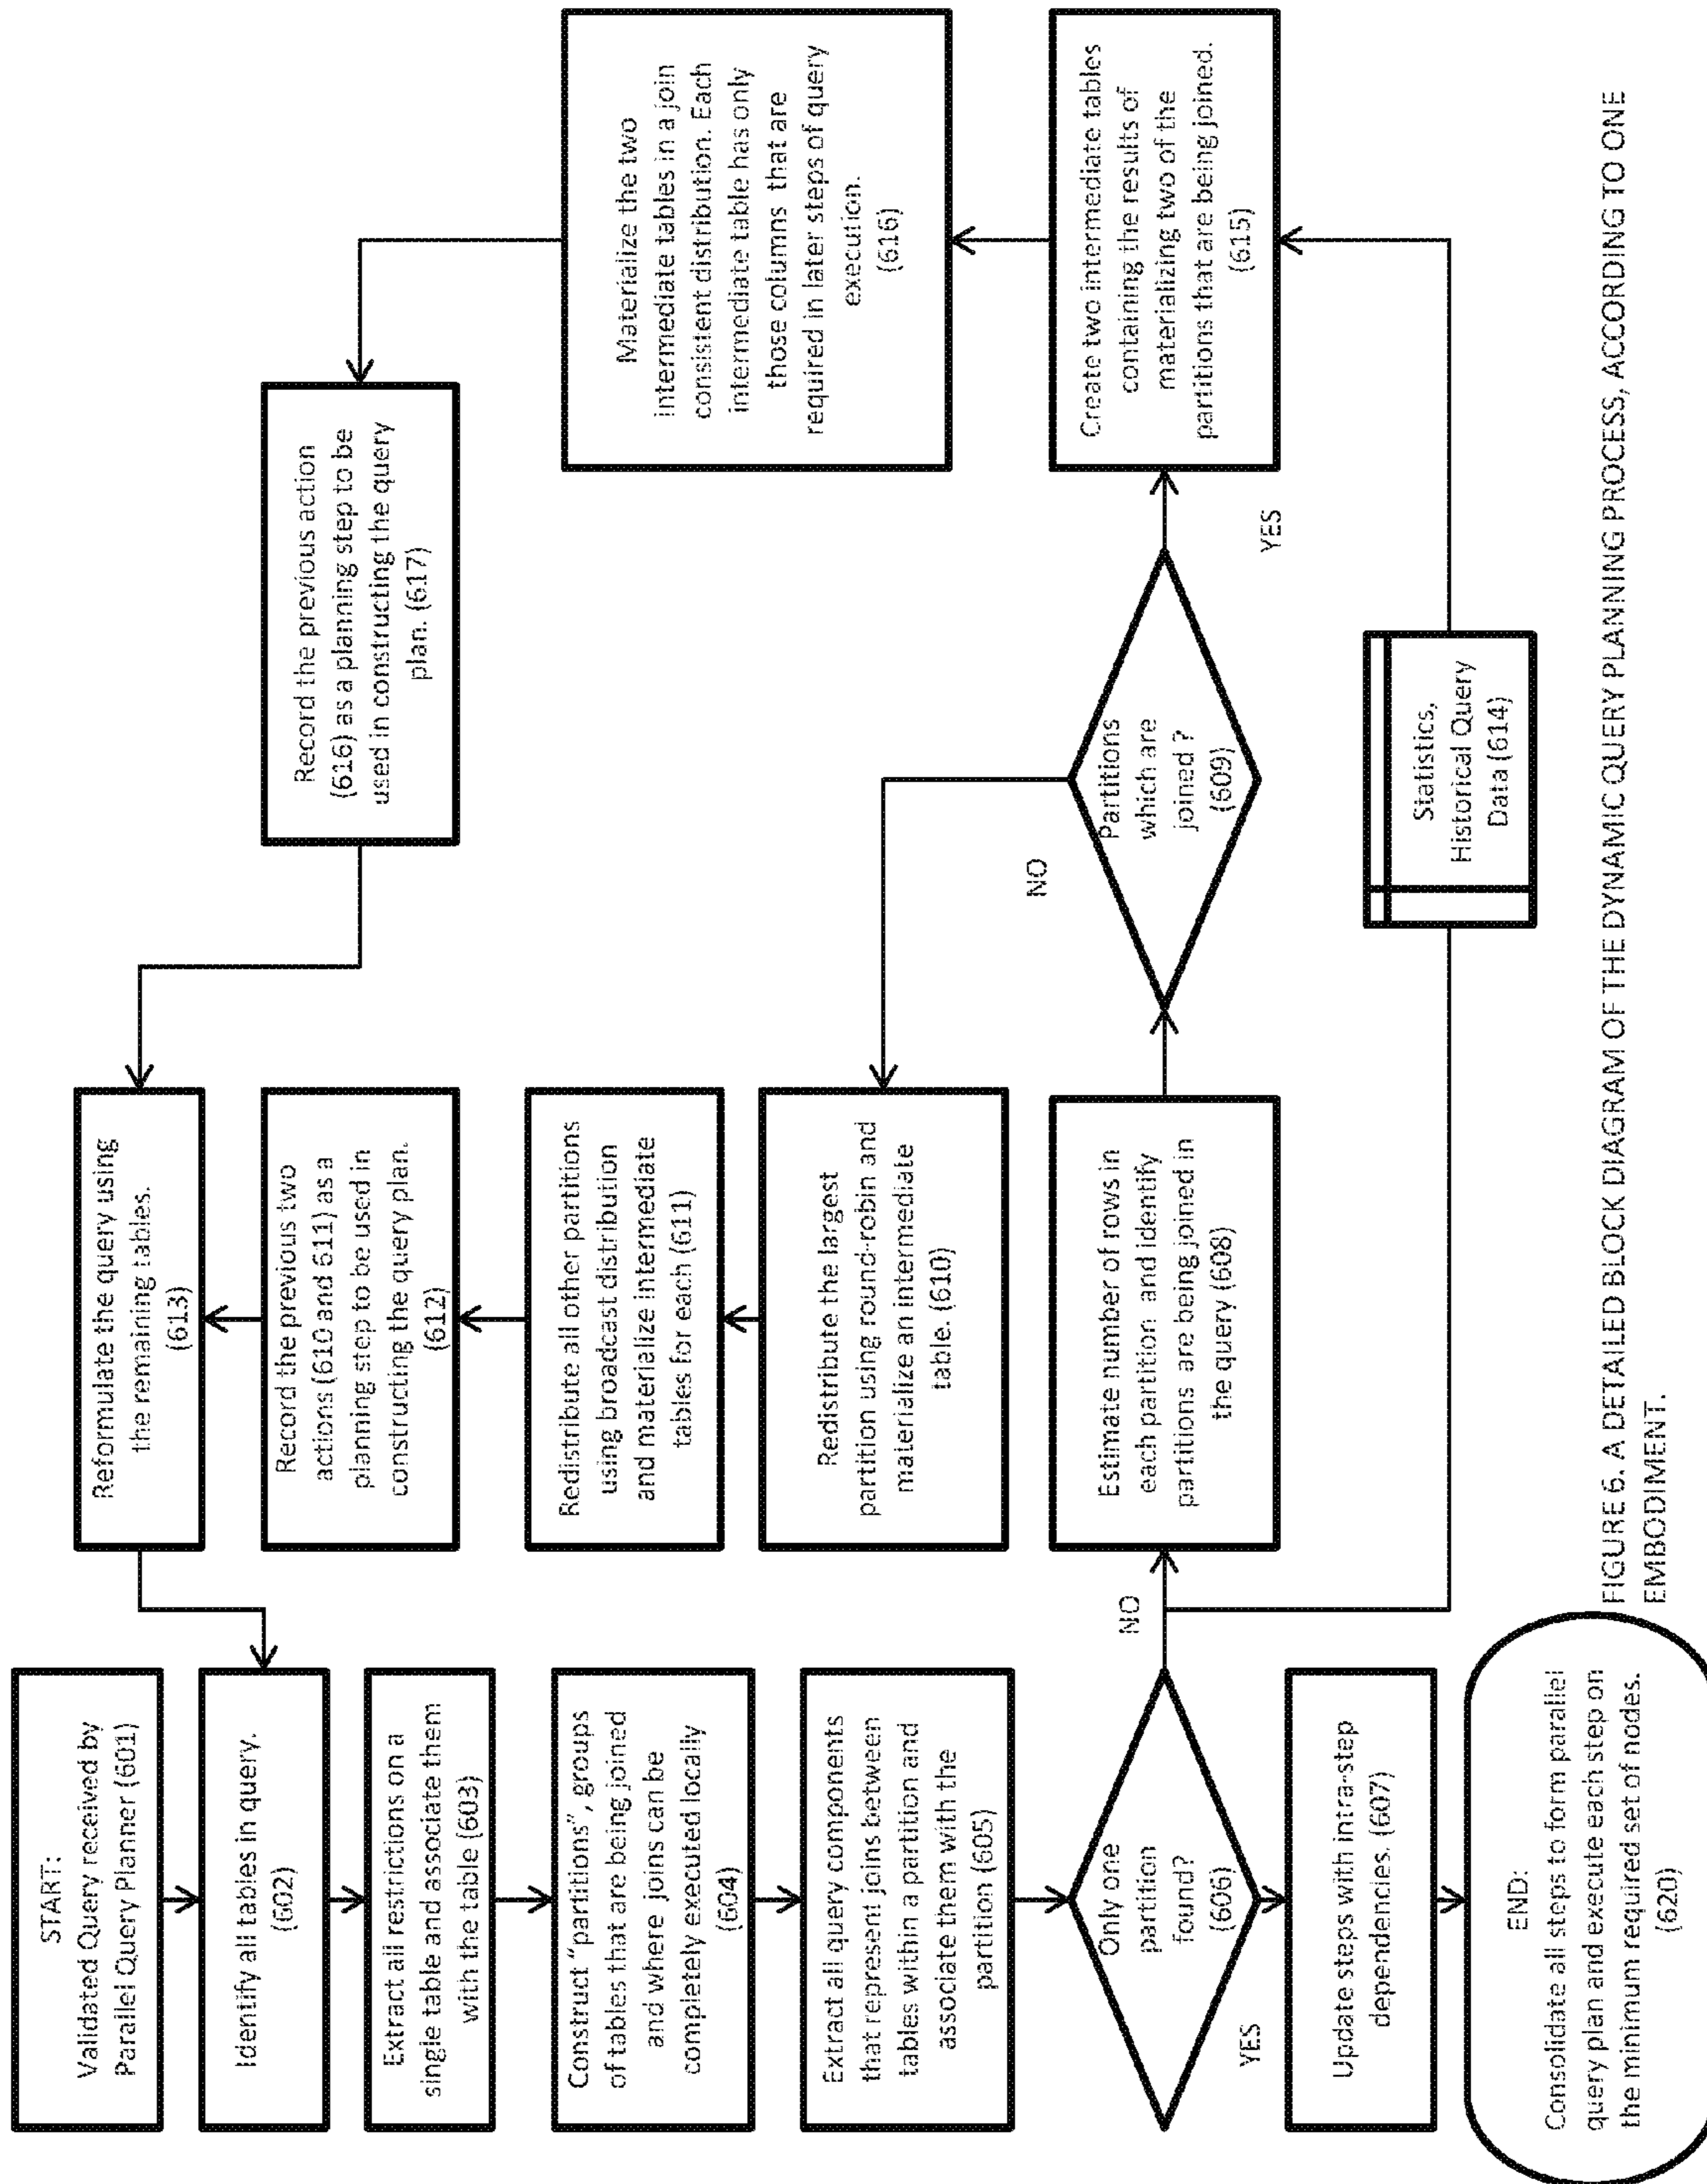 START:
Validated Query received by
Parallel Query Planner (601)
Identify all tables in query.
(602)
Extract all restrictions on a
single table and associate them
with the table (603)
Construct "partitions", groups
of tables that are being joined
and where joins can be
completely executed locally
(604)
Extract all query components
that represent joins between
tables within a partition and
associate them with the
partition (605)
Only one
partition
found?
(606)
YES
NO
Update steps with intra-step
dependencies. (607)
END:
Consolidate all steps to form parallel
query plan and execute each step on
the minimum required set of nodes.
(620)
Reformulate the query using
the remaining tables.
(613)
Record the previous two
actions (610 and 611) as a
planning step to be used in
constructing the query plan.
(612)
Redistribute all other partitions
using broadcast distribution
and materialize intermediate
tables for each (611)
Redistribute the largest
partition using round-robin and
materialize an intermediate
table. (610)
Estimate number of rows in
each partition and identify
partitions are being joined in
the query (608)
Partitions
which are
joined ?
(609)
NO
YES
Statistics,
Historical Query
Data (614)
Record the previous action
(616) as a planning step to be
used in constructing the query
plan. (617)
Materialize the two
intermediate tables in a join
consistent distribution. Each
intermediate table has only
those columns that are
required in later steps of query
execution.
(616)
Create two intermediate tables
containing the results of
materializing two of the
partitions that are being joined.
(615)
FIGURE 6. A DETAILED BLOCK DIAGRAM OF THE DYNAMIC QUERY PLANNING PROCESS, ACCORDING TO ONE
EMBODIMENT.